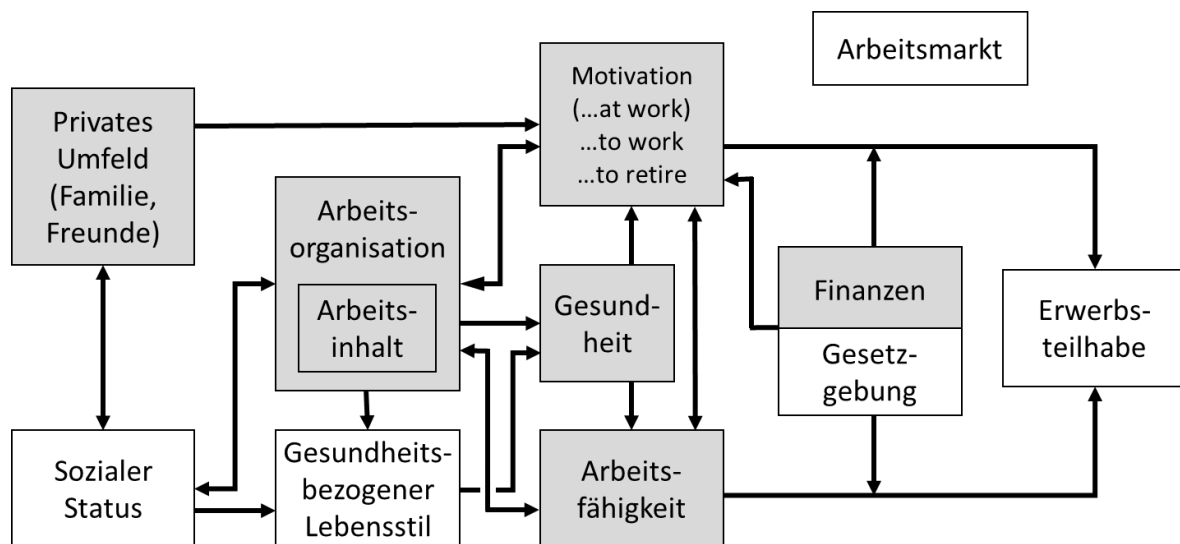 Arbeitsmarkt
Motivation
(...at work)
...to work
...to retire
Privates
Umfeld
(Familie,
Freunde)
Arbeits-
organisation
Arbeits-
inhalt
Gesund-
heit
Finanzen
Gesetz-
gebung
Erwerbs-
teilhabe
Sozialer
Status
Gesundheits-
bezogener
Lebensstil
Arbeits-
fähigkeit